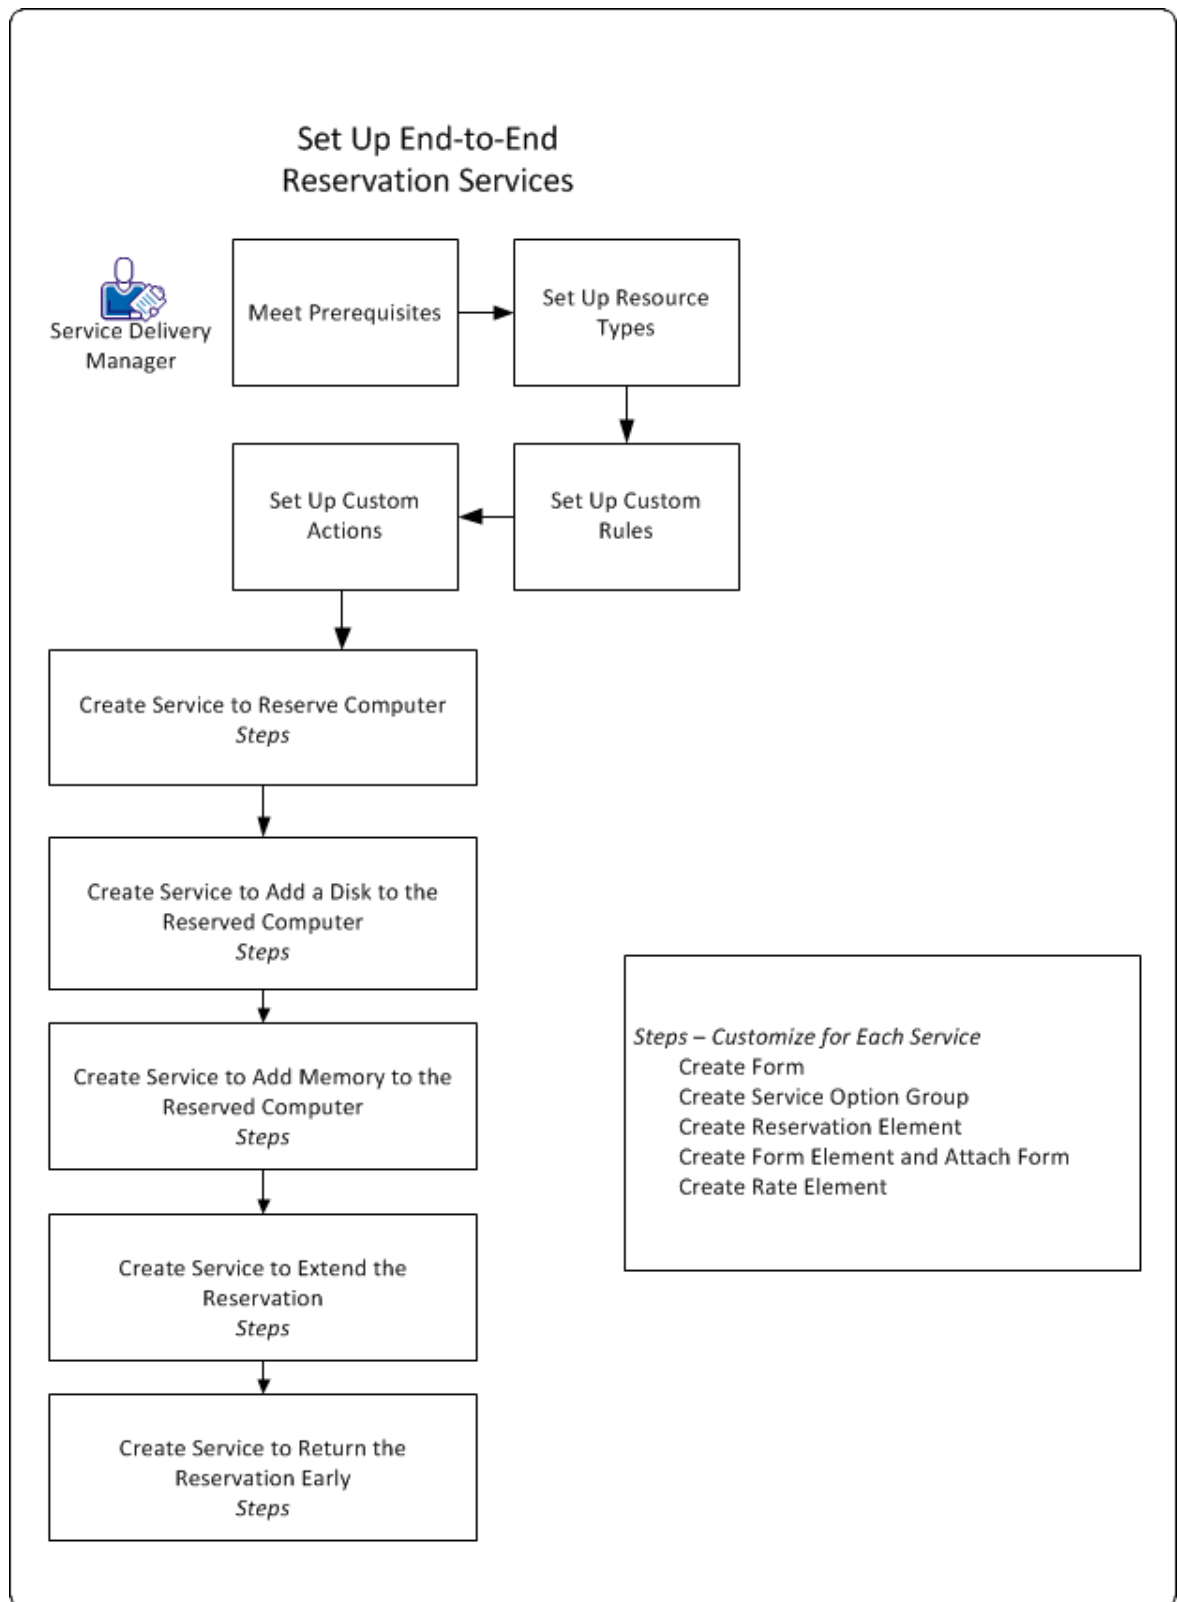 Set Up End-to-End
Reservation Services
Service Delivery
Manager
Meet Prerequisites
Set Up Resource
Types
Set Up Custom
Actions
Set Up Custom
Rules
Create Service to Reserve Computer
Steps
Create Service to Add a Disk to the
Reserved Computer
Steps
Create Service to Add Memory to the
Reserved Computer
Steps
Create Service to Extend the
Reservation
Steps
Create Service to Return the
Reservation Early
Steps
Steps – Customize for Each Service
Create Form
Create Service Option Group
Create Reservation Element
Create Form Element and Attach Form
Create Rate Element